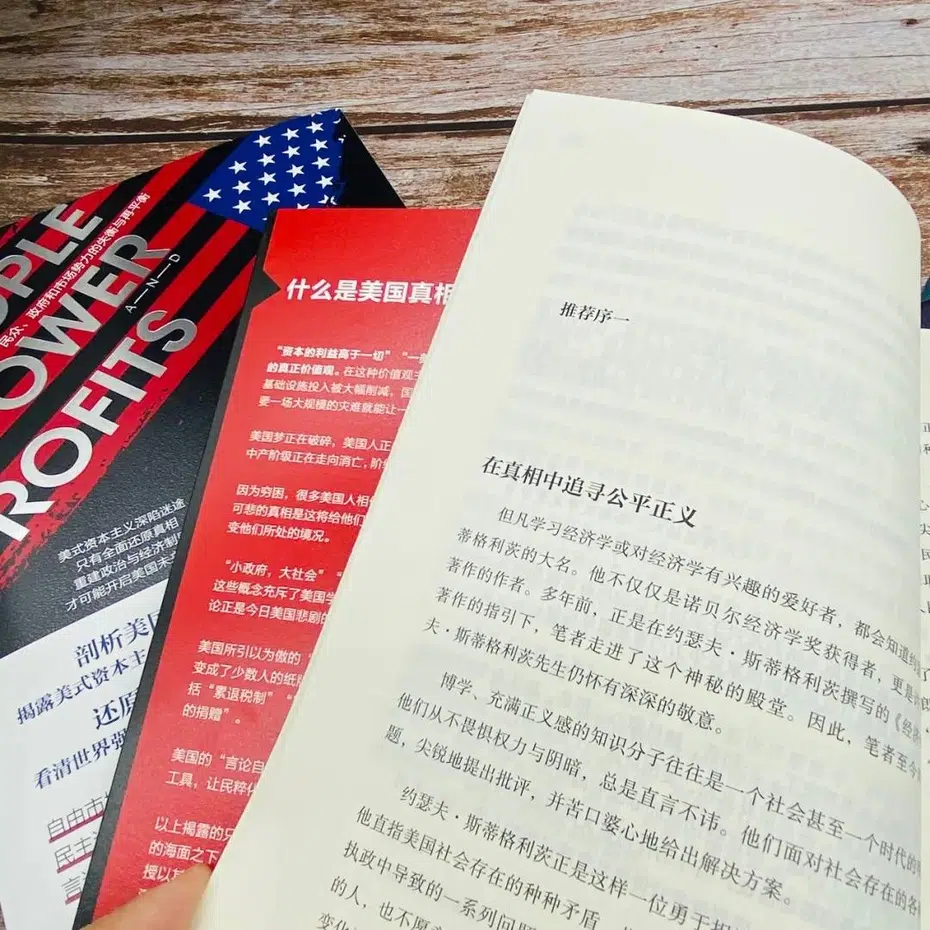 PLE
民众、政府和市场势力的失衡与再平衡
OWER
A—N—D
ROFITS
美式资本主义深陷迷途
只有全面还原真相
重建政治与经济制
才可能开启美国未
剖析美国
揭露美式资本主
还原
看清世界强
自由市
民主
言
什么是美国真相
“资本的利益高于一切”“一
的真正价值观。在这种价值观
基础设施投入被大幅削减,国
要一场大规模的灾难就能让一
美国梦正在破碎,美国人正
中产阶级正在走向消亡,阶
因为穷困,很多美国人相信
可悲的真相是这将给他们
变他们所处的境况。
“小政府,大社会”“
这些概念充斥了美国学
论正是今日美国悲剧的
美国所引以为傲的“
变成了少数人的纸牌
括“累退税制”“
的捐赠”。
美国的“言论自
工具,让民粹化
以上揭露的只
的海面之下
授以
推荐序一
在真相中追寻公平正义
但凡学习经济学或对经济学有兴趣的爱好者,都会知道约瑟
蒂格利茨的大名。他不仅仅是诺贝尔经济学奖获得者,更是
著作的作者。多年前,正是在约瑟夫·斯蒂格利茨撰写的《经济
著作的指引下,笔者走进了这个神秘的殿堂。因此,笔者至今
夫·斯蒂格利茨先生仍怀有深深的敬意。
博学、充满正义感的知识分子往往是一个社会甚至一个时代的
他们从不畏惧权力与阴暗,总是直言不讳。他们面对社会存在的各
题,尖锐地提出批评,并苦口婆心地给出解决方案。
约瑟夫·斯蒂格利茨正是这样一位勇于担
他直指美国社会存在的种种矛盾
执政中导致的一系列问题
的人,也不愿
变化